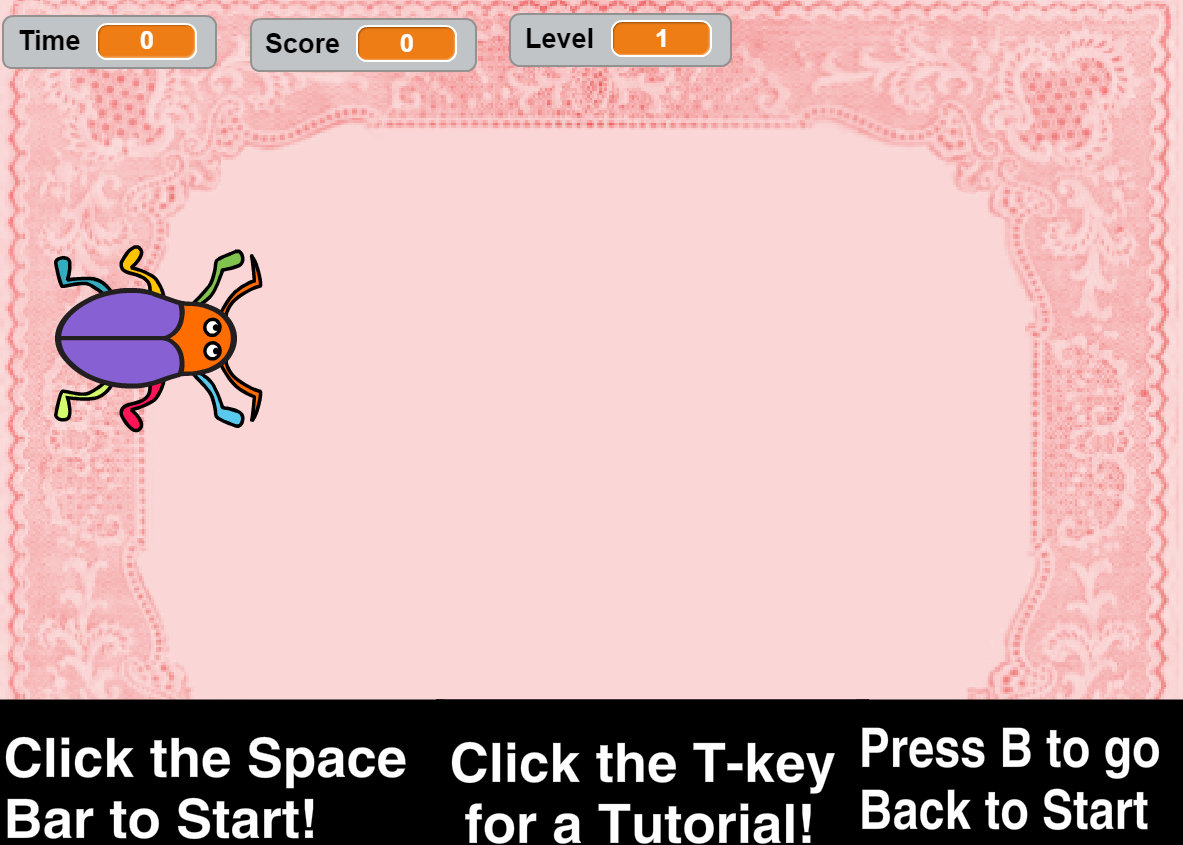 Time 0 Score 0 Level 1
Click the Space
Bar to Start!
Click the T-key
for a Tutorial!
Press B to go
Back to Start